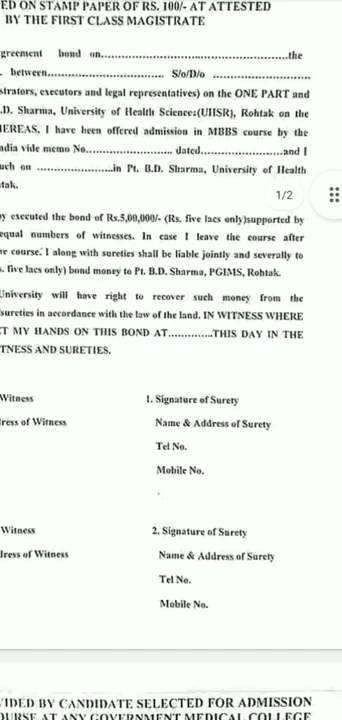 ED ON STAMP PAPER OF RS. 100/- AT ATTESTED
BY THE FIRST CLASS MAGISTRATE
greement bond on.......................................................the
. between............................. S/o/D/o .............................
strators, executors and legal representatives) on the ONE PART and
.D. Sharma, University of Health Sciences(UHSR), Rohtak on the
EREAS, I have been offered admission in MBBS course by the
ndia vide memo No......................... dated........................and I
uch on .....................in Pt. B.D. Sharma, University of Health
tak.
1/2
y executed the bond of Rs.5,00,000/- (Rs. five lacs only)supported by
equal numbers of witnesses. In case I leave the course after
e course. I along with sureties shall be liable jointly and severally to
. five lacs only) bond money to Pt. B.D. Sharma, PGIMS, Rohtak.
University will have right to recover such money from the
sureties in accordance with the law of the land. IN WITNESS WHERE
T MY HANDS ON THIS BOND AT.............THIS DAY IN THE
TNESS AND SURETIES.
Witness 1. Signature of Surety
ress of Witness Name & Address of Surety
Tel No.
Mobile No.
Witness 2. Signature of Surety
dress of Witness Name & Address of Surety
Tel No.
Mobile No.
IDED BY CANDIDATE SELECTED FOR ADMISSION
OURSE AT ANY GOVERNMENT MEDICAL COLLEGE